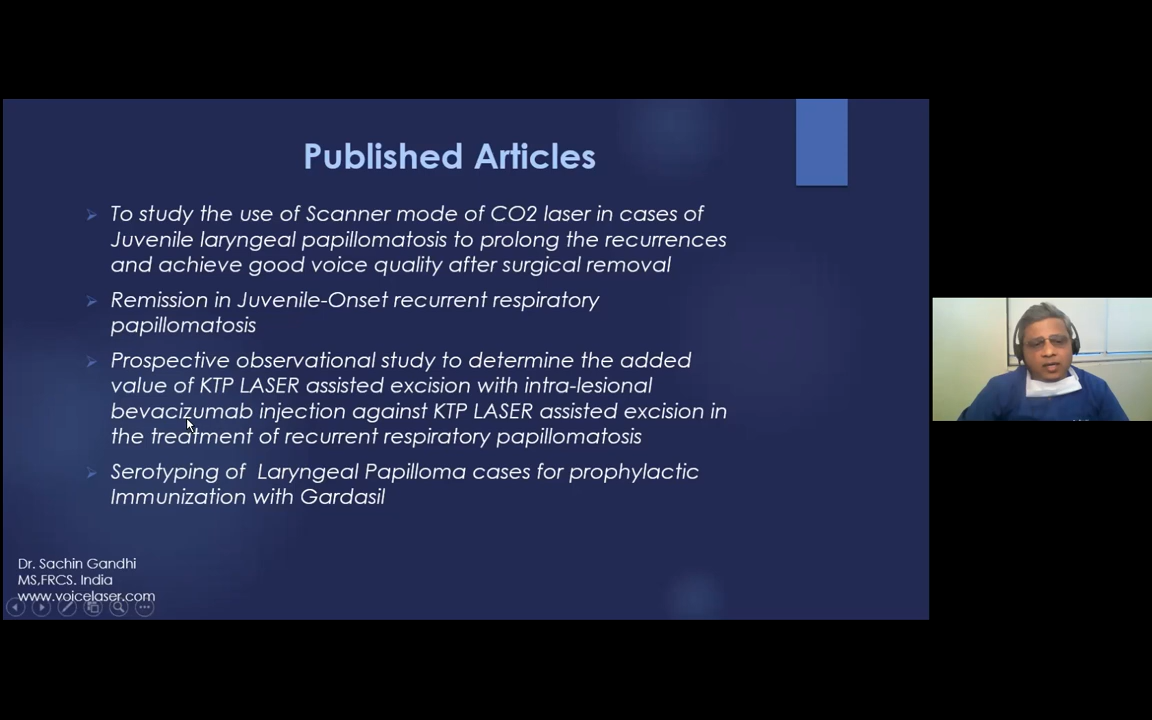 Published Articles
To study the use of Scanner mode of CO2 laser in cases of
Juvenile laryngeal papillomatosis to prolong the recurrences
and achieve good voice quality after surgical removal
Remission in Juvenile-Onset recurrent respiratory
papillomatosis
Prospective observational study to determine the added
value of KTP LASER assisted excision with intra-lesional
bevacizumab injection against KTP LASER assisted excision in
the treatment of recurrent respiratory papillomatosis
Serotyping of  Laryngeal Papilloma cases for prophylactic
Immunization with Gardasil
Dr. Sachin Gandhi
MS,FRCS. India
www.voicelaser.com